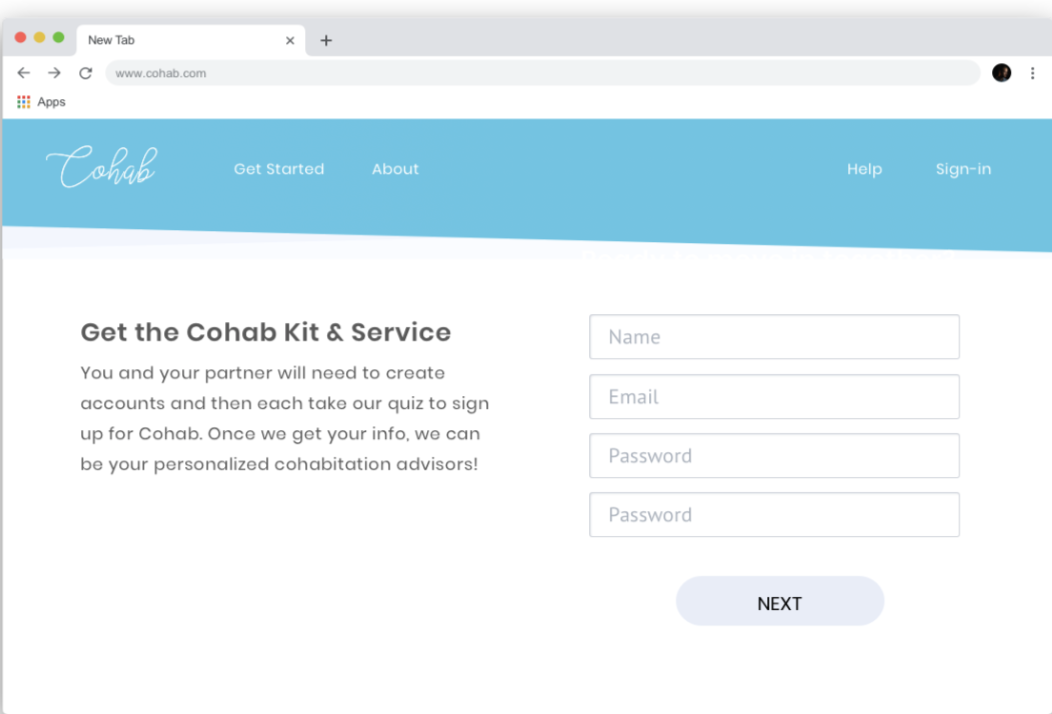 New Tab
www.cohab.com
Apps
Cohab
Get Started
About
Help
Sign-in
Get the Cohab Kit & Service
You and your partner will need to create
accounts and then each take our quiz to sign
up for Cohab. Once we get your info, we can
be your personalized cohabitation advisors!
Name
Email
Password
Password
NEXT